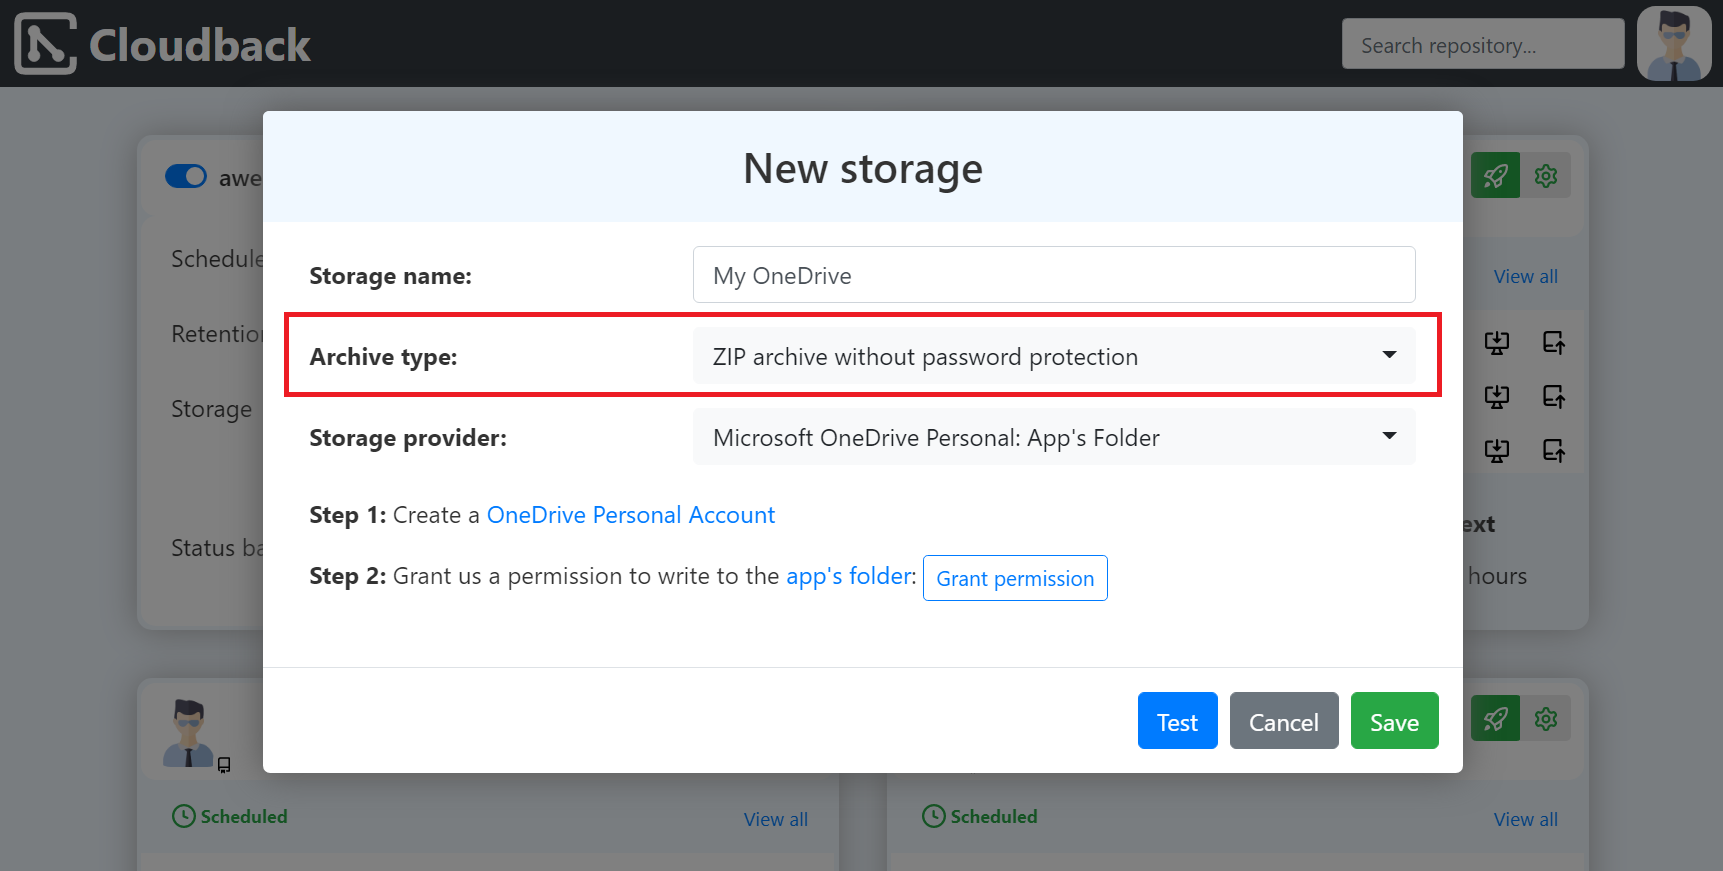 Cloudback
Search repository...
New storage
Storage name:
My OneDrive
Archive type:
ZIP archive without password protection
Storage provider:
Microsoft OneDrive Personal: App's Folder
Step 1: Create a OneDrive Personal Account
Step 2: Grant us a permission to write to the app's folder: Grant permission
Test
Cancel
Save
awe
Schedule
Retention
Storage
Status ba
View all
ext
hours
Scheduled
View all
Scheduled
View all